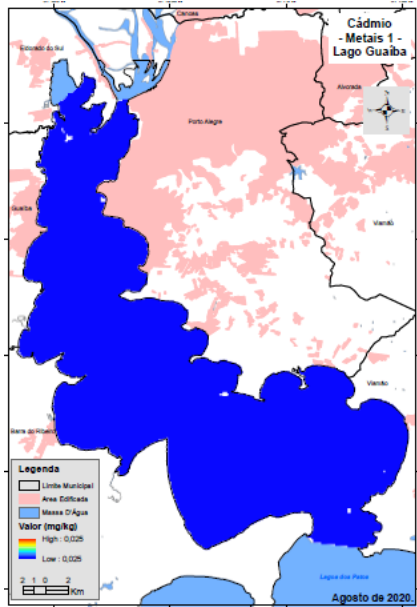 Canoas
Cádmio
- Metais 1 -
Lago Guaíba
Eldorado do Sul
Alvorada
Porto Alegre
Guaíba
Viamão
Viamão
Barra do Ribeiro
Legenda
Limite Municipal
Area Edificada
Massa D'Água
Valor (mg/kg)
High : 0,025
Low : 0,025
2 1 0 2
Km
Lagoa dos Patos
Agosto de 2020.